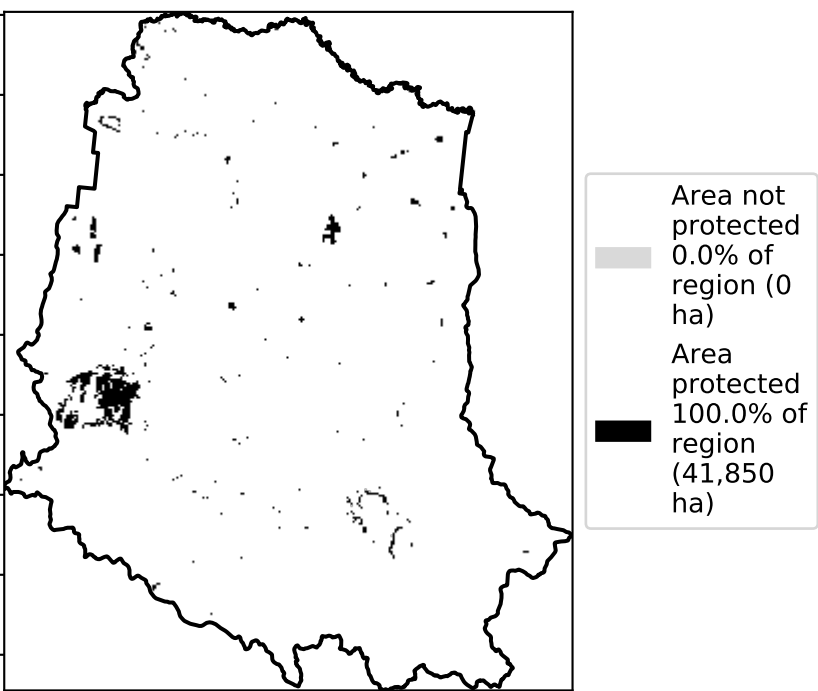 Area not
protected
0.0% of
region (0
ha)
Area
protected
100.0% of
region
(41,850
ha)